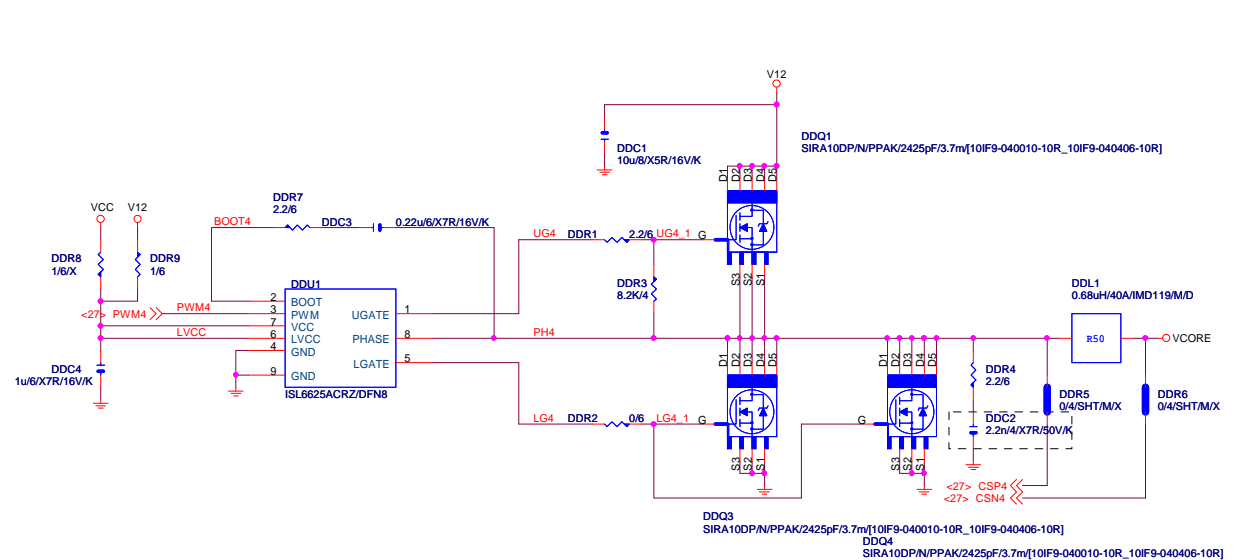 V12
DDQ1
SIRA10DP/N/PPAK/2425pF/3.7m/[10IF9-040010-10R_10IF9-040406-10R]
DDC1
10u/8/X5R/16V/K
D1
D2
D3
D4
D5
VCC
V12
DDR7
2.2/6
BOOT4
DDC3
0.22u/6/X7R/16V/K
UG4
DDR1
2.2/6
UG4_1
G
DDR8
1/6/X
DDR9
1/6
S3
S2
S1
DDR3
8.2K/4
DDU1
DDL1
0.68uH/40A/IMD119/M/D
<27>
PWM4
PWM4
2
BOOT
3
PWM
7
VCC
6
LVCC
4
GND
9
GND
UGATE
1
PHASE
8
LGATE
5
ISL6625ACRZ/DFN8
LVCC
PH4
R50
VCORE
DDC4
1u/6/X7R/16V/K
D1
D2
D3
D4
D5
D1
D2
D3
D4
D5
DDR4
2.2/6
DDR5
0/4/SHT/M/X
DDR6
0/4/SHT/M/X
LG4
DDR2
0/6
LG4_1
G
G
DDC2
2.2n/4/X7R/50V/K
S3
S2
S1
S3
S2
S1
<27> CSP4
<27> CSN4
DDQ3
SIRA10DP/N/PPAK/2425pF/3.7m/[10IF9-040010-10R_10IF9-040406-10R]
DDQ4
SIRA10DP/N/PPAK/2425pF/3.7m/[10IF9-040010-10R_10IF9-040406-10R]